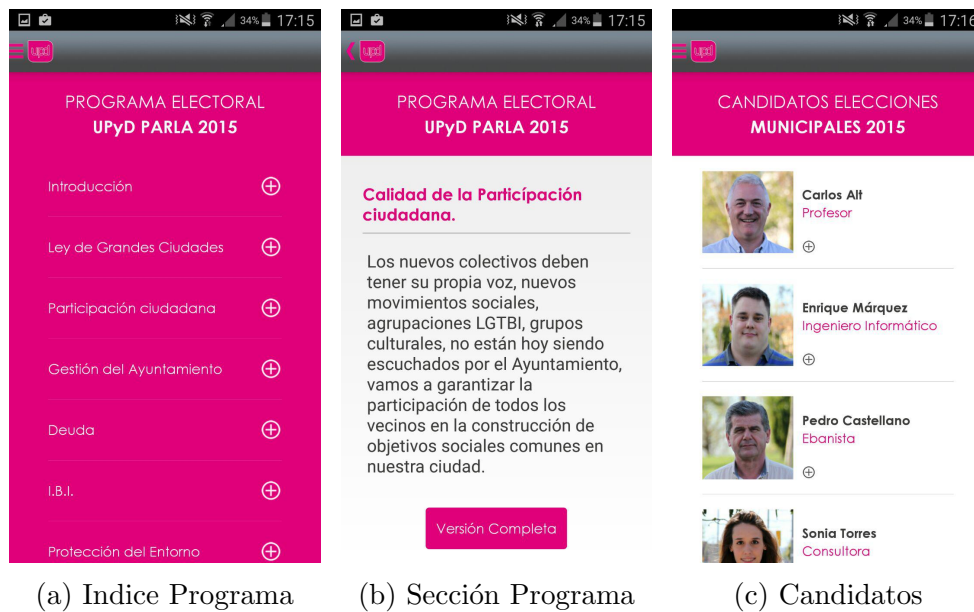 34% 17:15
upd
PROGRAMA ELECTORAL
UPyD PARLA 2015
Introducción
Ley de Grandes Ciudades
Participación ciudadana
Gestión del Ayuntamiento
Deuda
I.B.I.
Protección del Entorno
(a) Indice Programa
34% 17:15
upd
PROGRAMA ELECTORAL
UPyD PARLA 2015
Calidad de la Partícípación
ciudadana.
Los nuevos colectivos deben
tener su propia voz, nuevos
movimientos sociales,
agrupaciones LGTBI, grupos
culturales, no están hoy siendo
escuchados por el Ayuntamiento,
vamos a garantizar la
participación de todos los
vecinos en la construcción de
objetivos sociales comunes en
nuestra ciudad.
Versión Completa
(b) Sección Programa
34% 17:16
upd
CANDIDATOS ELECCIONES
MUNICIPALES 2015
Carlos Alt
Profesor
Enrique Márquez
Ingeniero Informático
Pedro Castellano
Ebanista
Sonia Torres
Consultora
(c) Candidatos